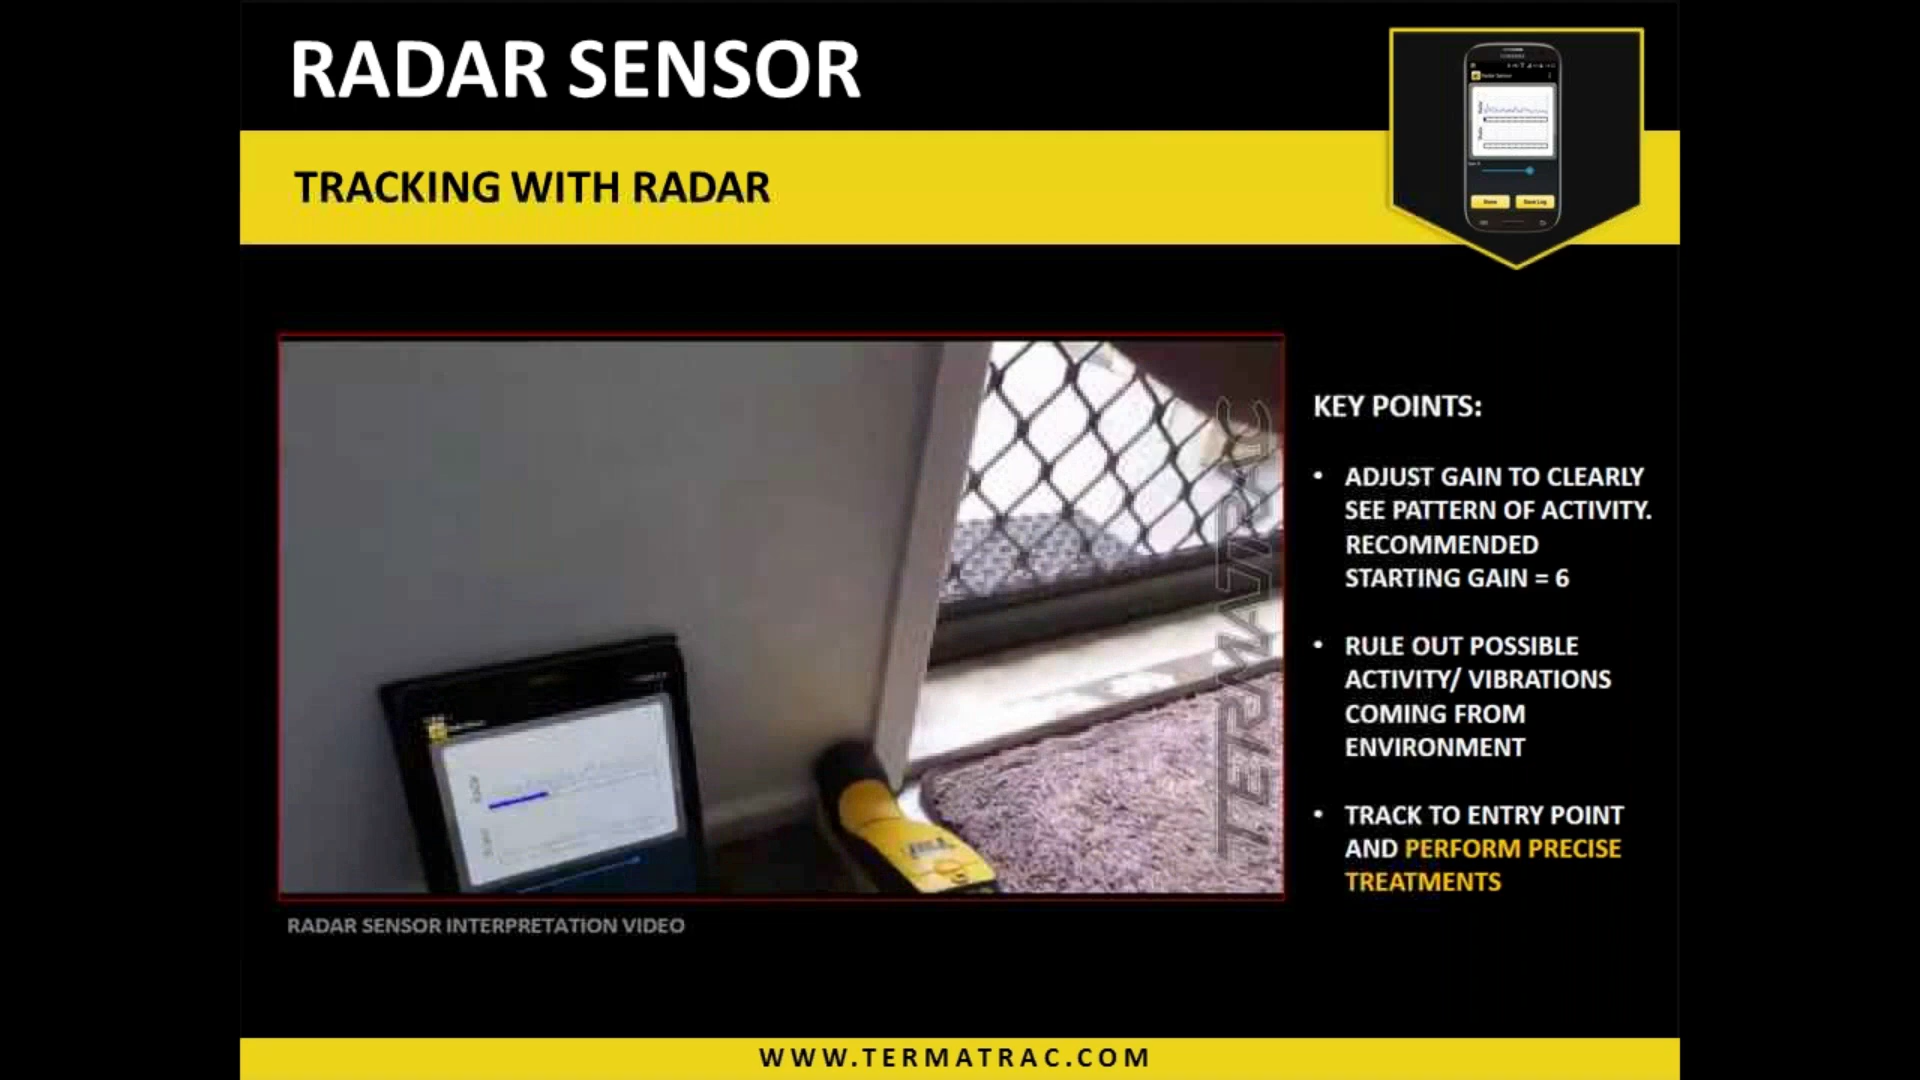 RADAR SENSOR
TRACKING WITH RADAR
TERMATRAC
KEY POINTS:
• ADJUST GAIN TO CLEARLY
SEE PATTERN OF ACTIVITY.
RECOMMENDED
STARTING GAIN = 6
• RULE OUT POSSIBLE
ACTIVITY/ VIBRATIONS
COMING FROM
ENVIRONMENT
• TRACK TO ENTRY POINT
AND PERFORM PRECISE
TREATMENTS
RADAR SENSOR INTERPRETATION VIDEO
WWW.TERMATRAC.COM